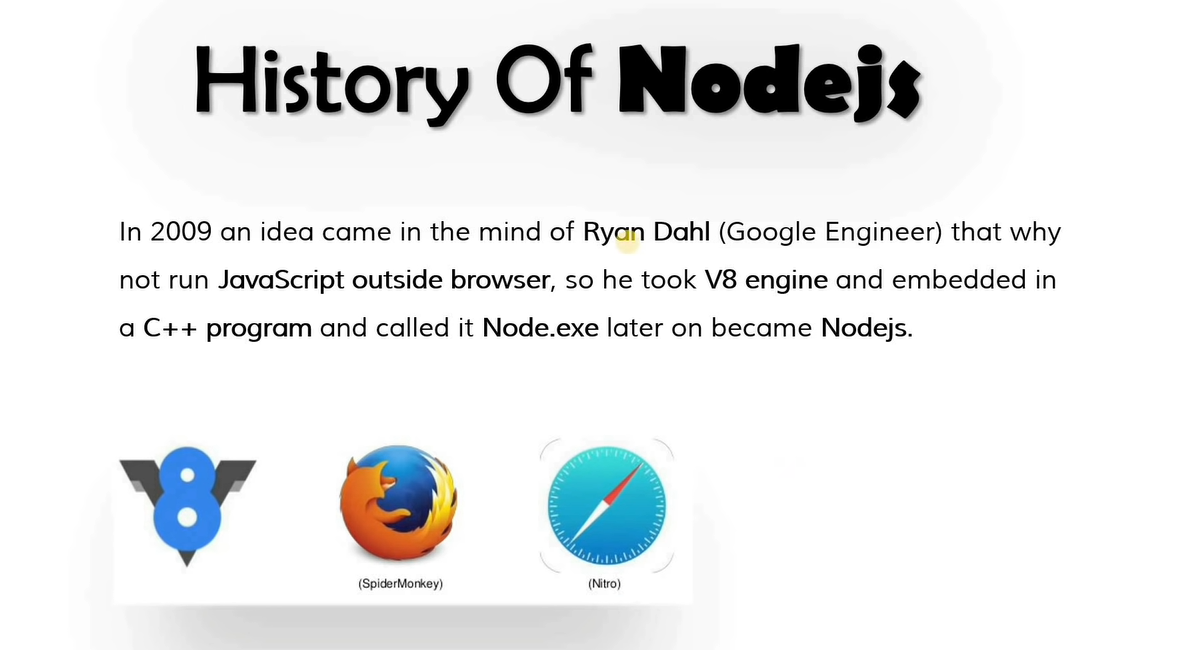 History Of Nodejs
In 2009 an idea came in the mind of Ryan Dahl (Google Engineer) that why
not run JavaScript outside browser, so he took V8 engine and embedded in
a C++ program and called it Node.exe later on became Nodejs.
V8
(SpiderMonkey)
(Nitro)